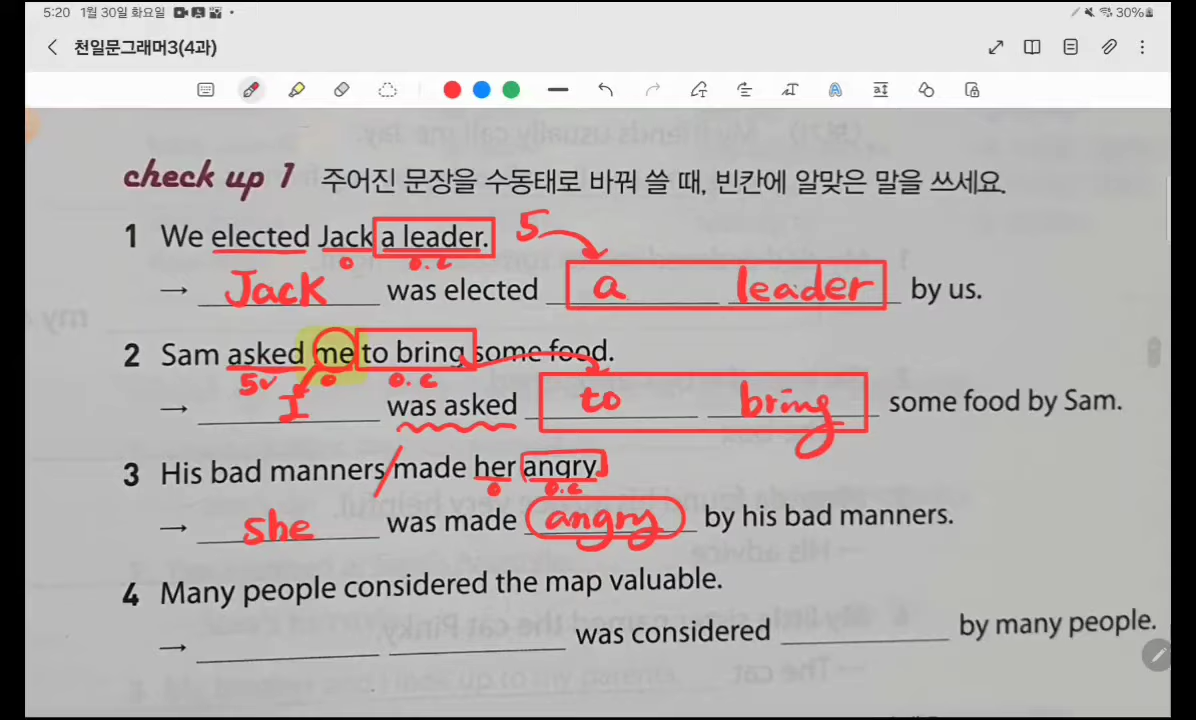 5:20 1월 30일 화요일 30%
천일문그래머3(4과)
check up 1 주어진 문장을 수동태로 바꿔 쓸 때, 빈칸에 알맞은 말을 쓰세요.
1 We elected Jack a leader. 5
o o.c
→ Jack was elected a leader by us.
2 Sam asked me to bring some food.
5v o o.c
→ I was asked to bring some food by Sam.
3 His bad manners / made her angry.
o o.c
→ She was made angry by his bad manners.
4 Many people considered the map valuable.
→ was considered by many people.